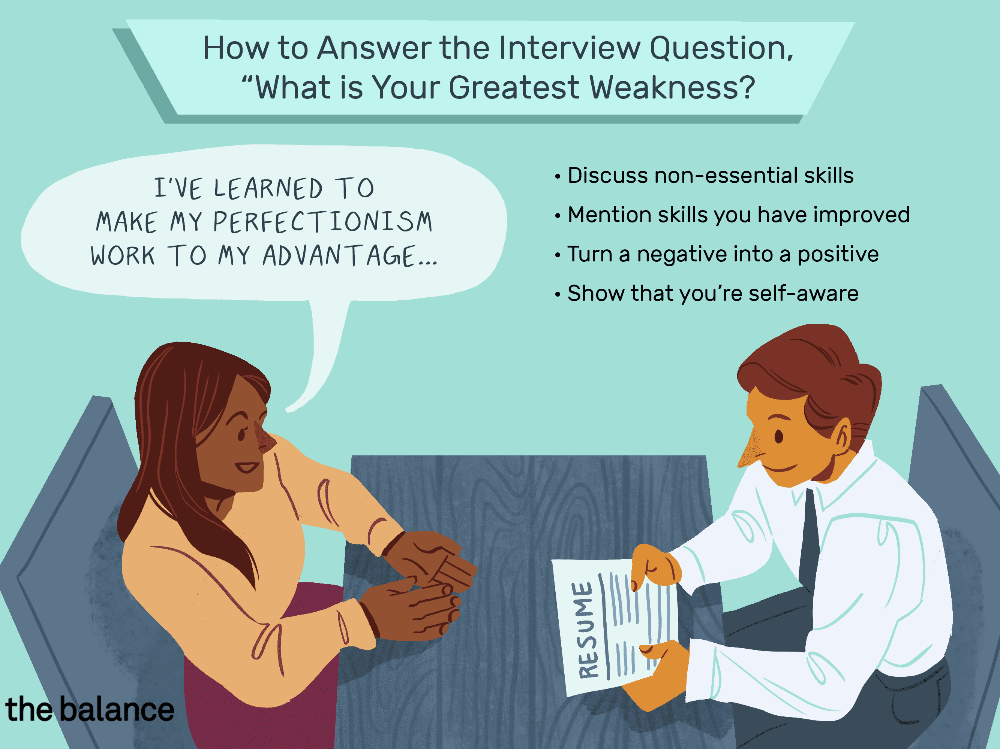 How to Answer the Interview Question,
“What is Your Greatest Weakness?
I'VE LEARNED TO
MAKE MY PERFECTIONISM
WORK TO MY ADVANTAGE...
• Discuss non-essential skills
• Mention skills you have improved
• Turn a negative into a positive
• Show that you’re self-aware
RESUME
the balance